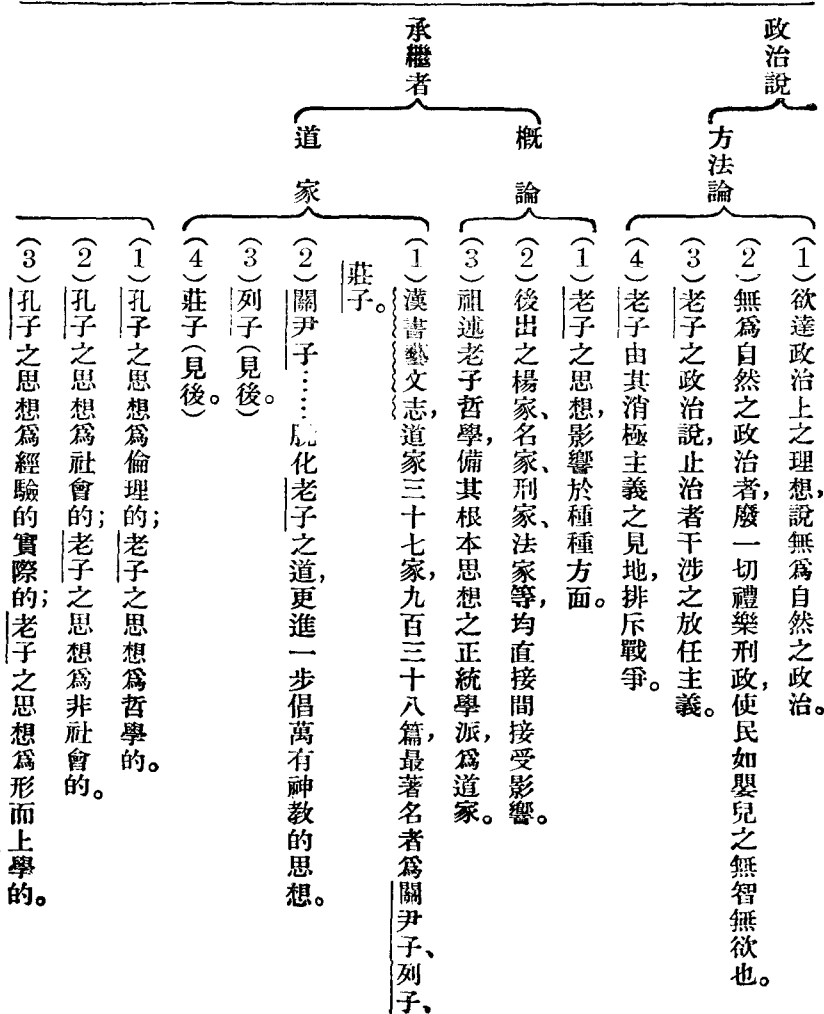 政治說
方法論
（1）欲達政治上之理想，說無爲自然之政治。
（2）無爲自然之政治者，廢一切禮樂刑政，使民如嬰兒之無智無欲也。
（3）老子之政治說，止治者干涉之放任主義。
（4）老子由其消極主義之見地，排斥戰爭。
承繼者
概論
（1）老子之思想，影響於種種方面。
（2）後出之楊家、名家、刑家、法家等，均直接間接受影響。
（3）祖述老子哲學，備其根本思想之正統學派，爲道家。
道家
（1）漢書藝文志，道家三十七家，九百三十八篇，最著名者爲關尹子、列子、
莊子。
（2）關尹子……脫化老子之道，更進一步倡萬有神教的思想。
（3）列子（見後。）
（4）莊子（見後。）
（1）孔子之思想爲倫理的；老子之思想爲哲學的。
（2）孔子之思想爲社會的；老子之思想爲非社會的。
（3）孔子之思想爲經驗的實際的；老子之思想爲形而上學的。